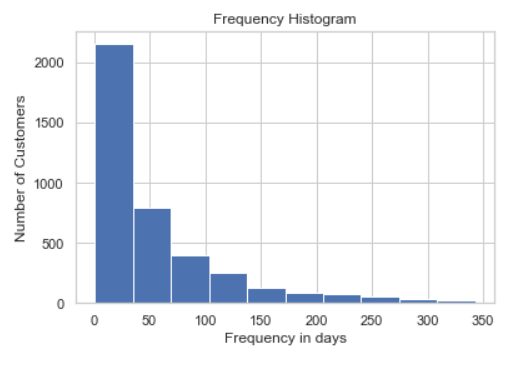 Frequency Histogram
Number of Customers
2000
1500
1000
500
0
0 50 100 150 200 250 300 350
Frequency in days